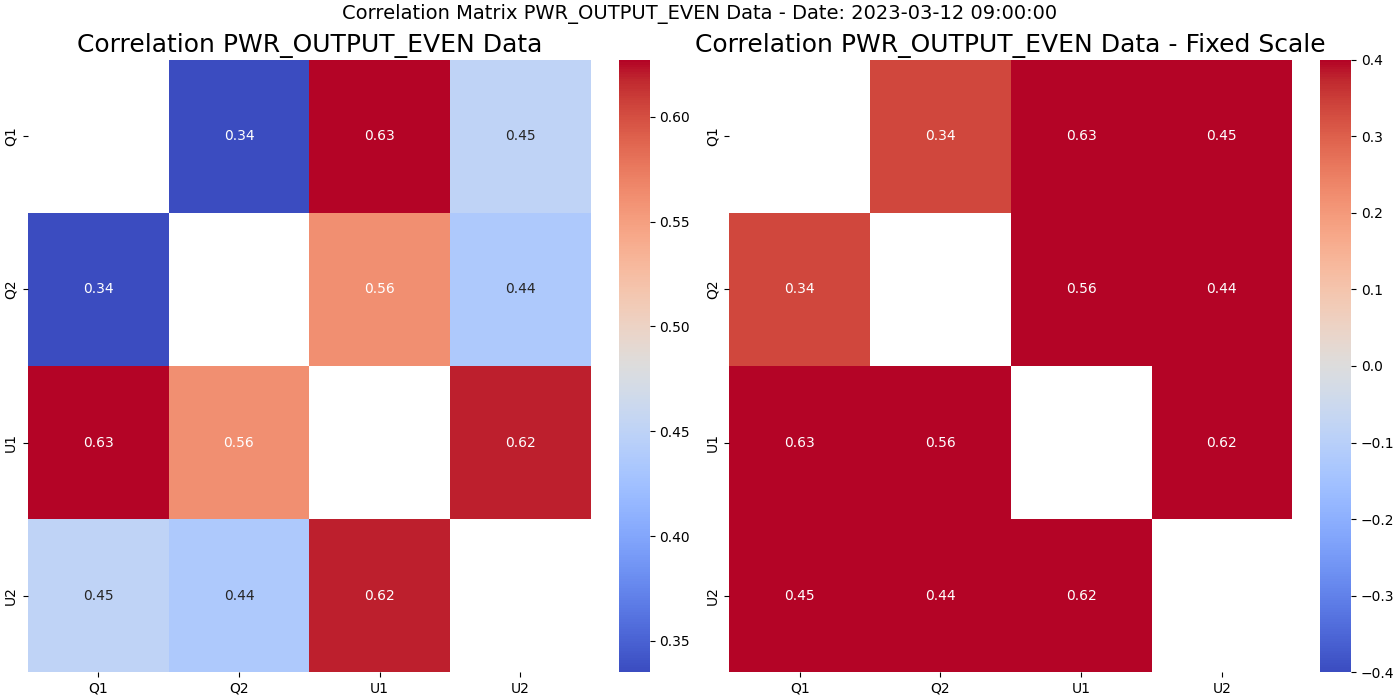 Correlation Matrix PWR_OUTPUT_EVEN Data - Date: 2023-03-12 09:00:00
Correlation PWR_OUTPUT_EVEN Data
Q1
0.34
0.63
0.45
Q2
0.34
0.56
0.44
U1
0.63
0.56
0.62
U2
0.45
0.44
0.62
Q1
Q2
U1
U2
0.60
0.55
0.50
0.45
0.40
0.35
Correlation PWR_OUTPUT_EVEN Data - Fixed Scale
Q1
0.34
0.63
0.45
Q2
0.34
0.56
0.44
U1
0.63
0.56
0.62
U2
0.45
0.44
0.62
Q1
Q2
U1
U2
0.4
0.3
0.2
0.1
0.0
−0.1
−0.2
−0.3
−0.4